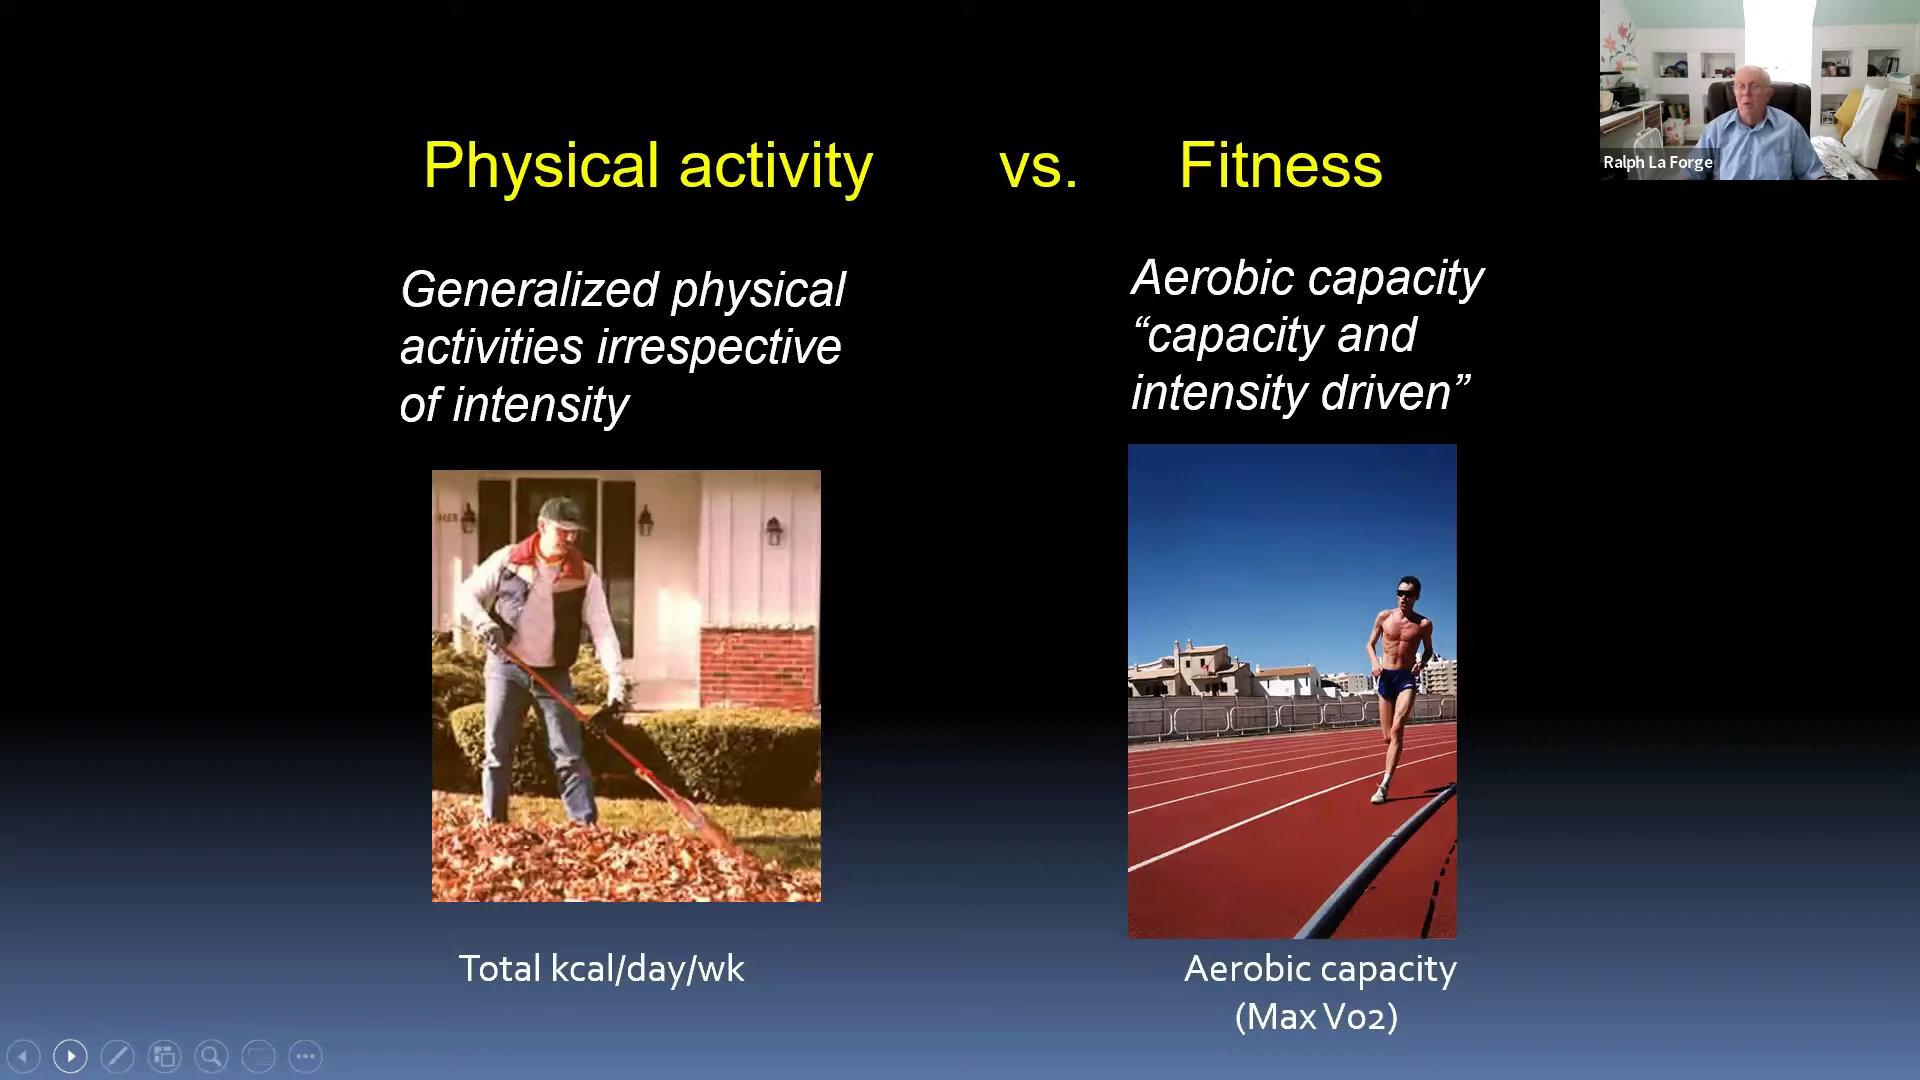 Physical activity vs. Fitness
Generalized physical
activities irrespective
of intensity
Aerobic capacity
“capacity and
intensity driven”
Total kcal/day/wk
Aerobic capacity
(Max Vo2)
Ralph La Forge